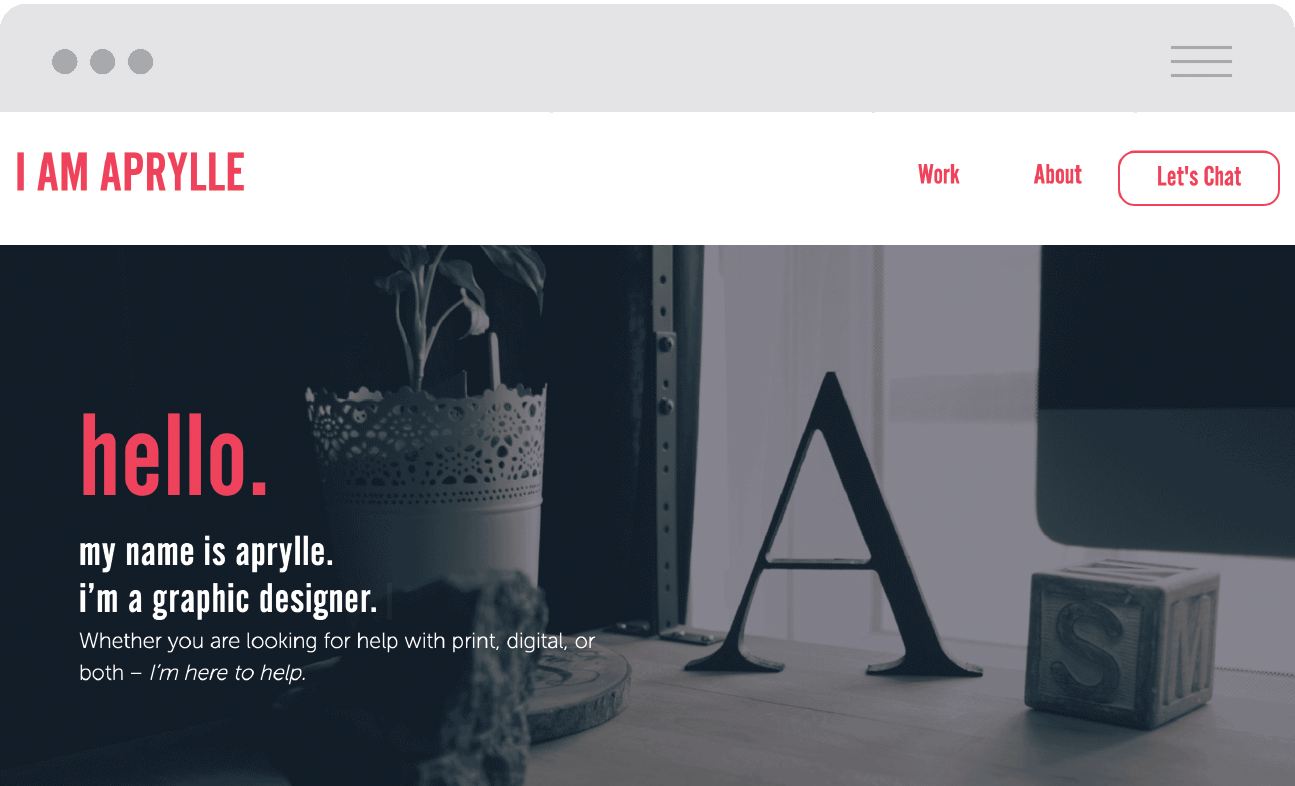 I AM APRYLLE
Work
About
Let's Chat
hello.
my name is aprylle.
i’m a graphic designer.
Whether you are looking for help with print, digital, or
both – I’m here to help.
A
S
M